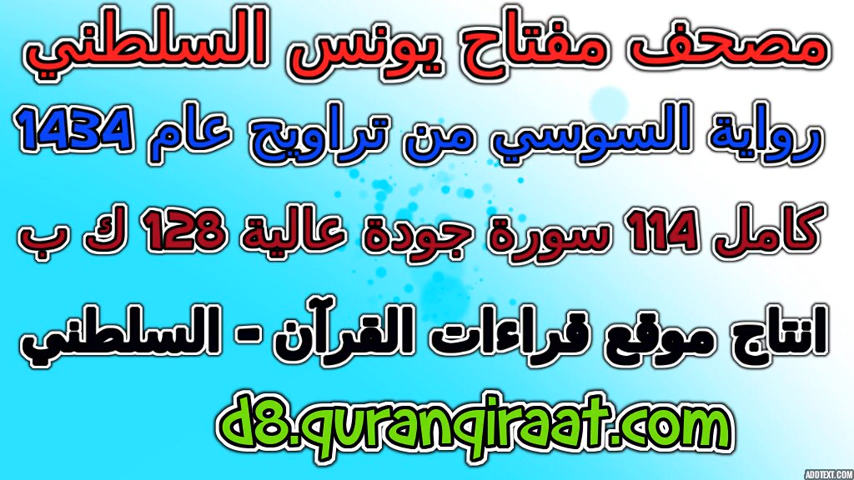 مصحف مفتاح يونس السلطني
رواية السوسي من تراويح عام 1434
كامل 114 سورة جودة عالية 128 ك ب
انتاج موقع قراءات القرآن - السلطني
d8.quranqiraat.com
ADDTEXT.COM